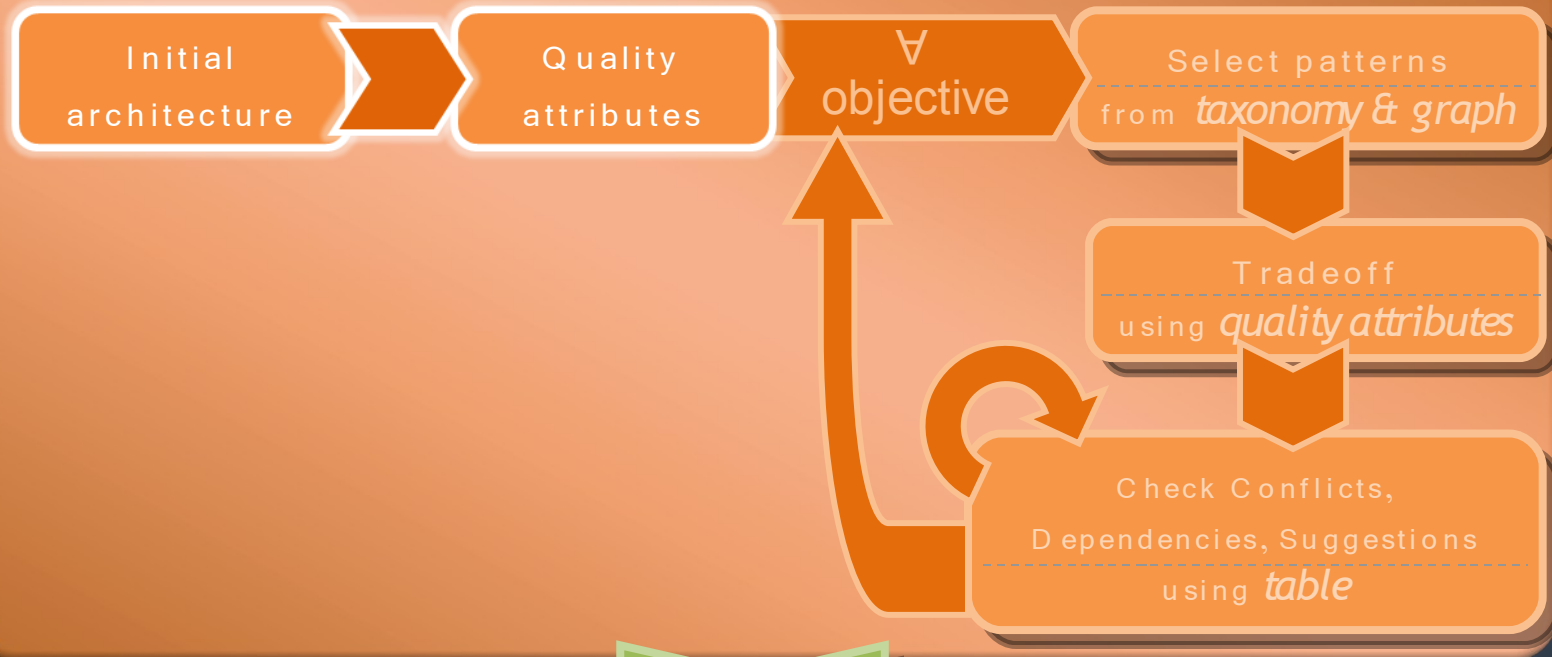 Initial
architecture
Quality
attributes
∀
objective
Select patterns
from taxonomy & graph
Tradeoff
using quality attributes
Check Conflicts,
Dependencies, Suggestions
using table